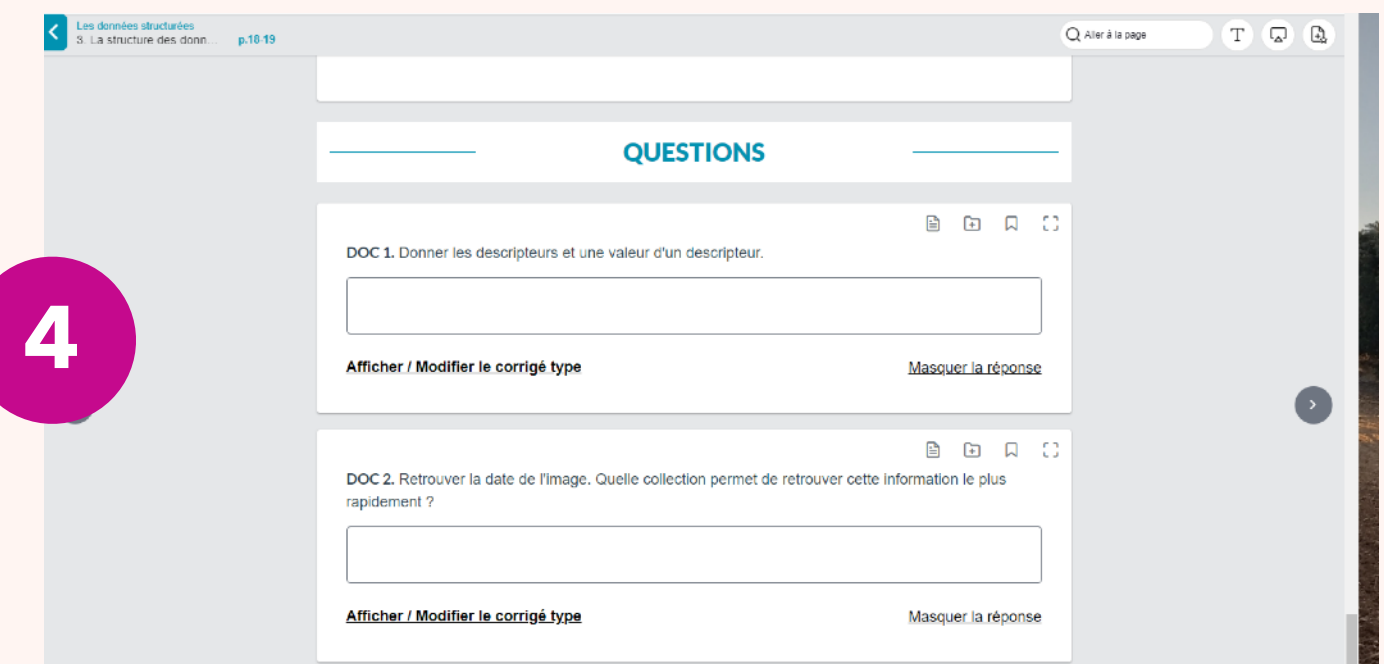 Les données structurées
3. La structure des donn... p.18-19
Aller à la page
T
QUESTIONS
DOC 1. Donner les descripteurs et une valeur d'un descripteur.
Afficher / Modifier le corrigé type
Masquer la réponse
4
DOC 2. Retrouver la date de l'image. Quelle collection permet de retrouver cette information le plus
rapidement ?
Afficher / Modifier le corrigé type
Masquer la réponse